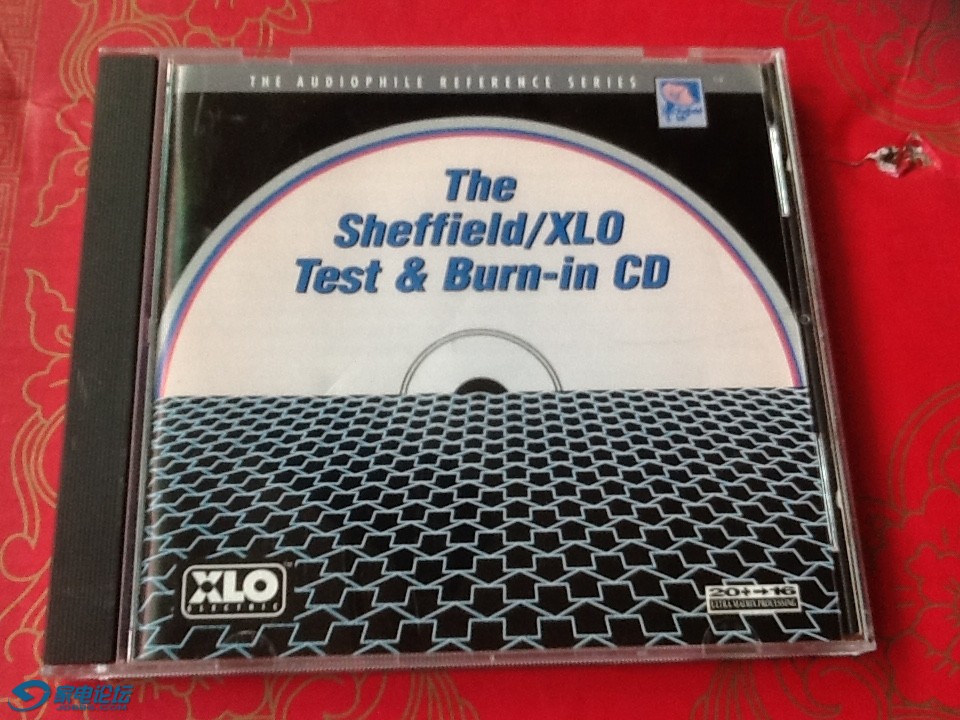 THE AUDIOPHILE REFERENCE SERIES
The
Sheffield/XLO
Test & Burn-in CD
XLO
ELECTRIC
20+→16
ULTRA MATRIX PROCESSING
家电论坛